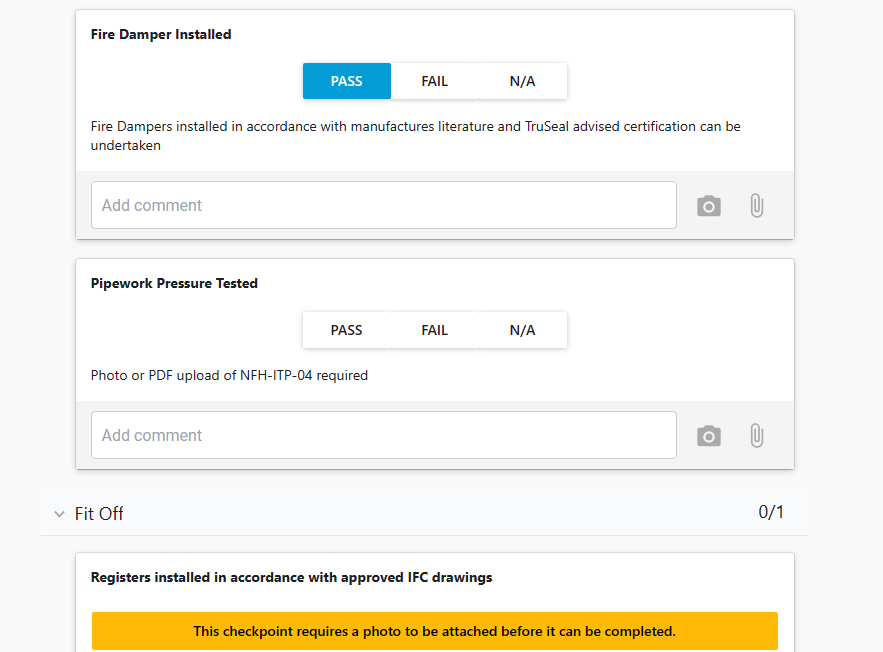 Fire Damper Installed
PASS FAIL N/A
Fire Dampers installed in accordance with manufactures literature and TruSeal advised certification can be
undertaken
Add comment
Pipework Pressure Tested
PASS FAIL N/A
Photo or PDF upload of NFH-ITP-04 required
Add comment
Fit Off 0/1
Registers installed in accordance with approved IFC drawings
This checkpoint requires a photo to be attached before it can be completed.